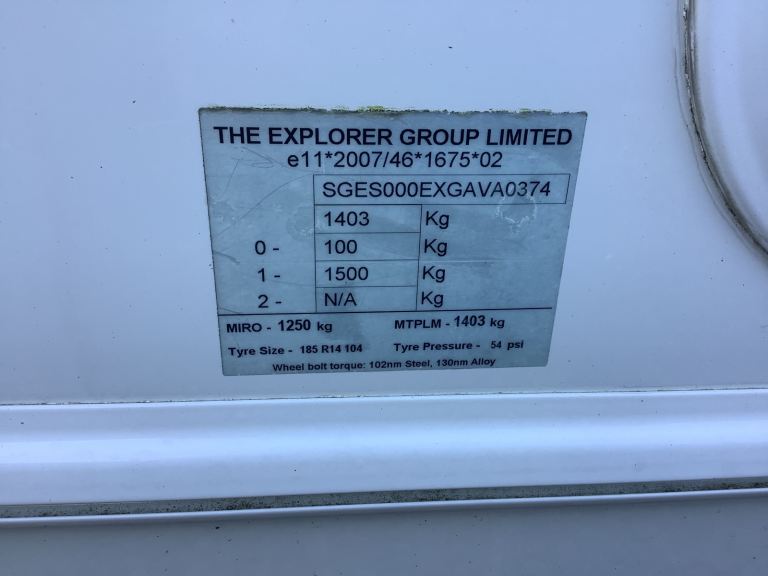 THE EXPLORER GROUP LIMITED
e11*2007/46*1675*02
SGES000EXGAVA0374
1403 Kg
0 - 100 Kg
1 - 1500 Kg
2 - N/A Kg
MIRO - 1250 kg MTPLM - 1403 kg
Tyre Size - 185 R14 104 Tyre Pressure - 54 psi
Wheel bolt torque: 102nm Steel, 130nm Alloy